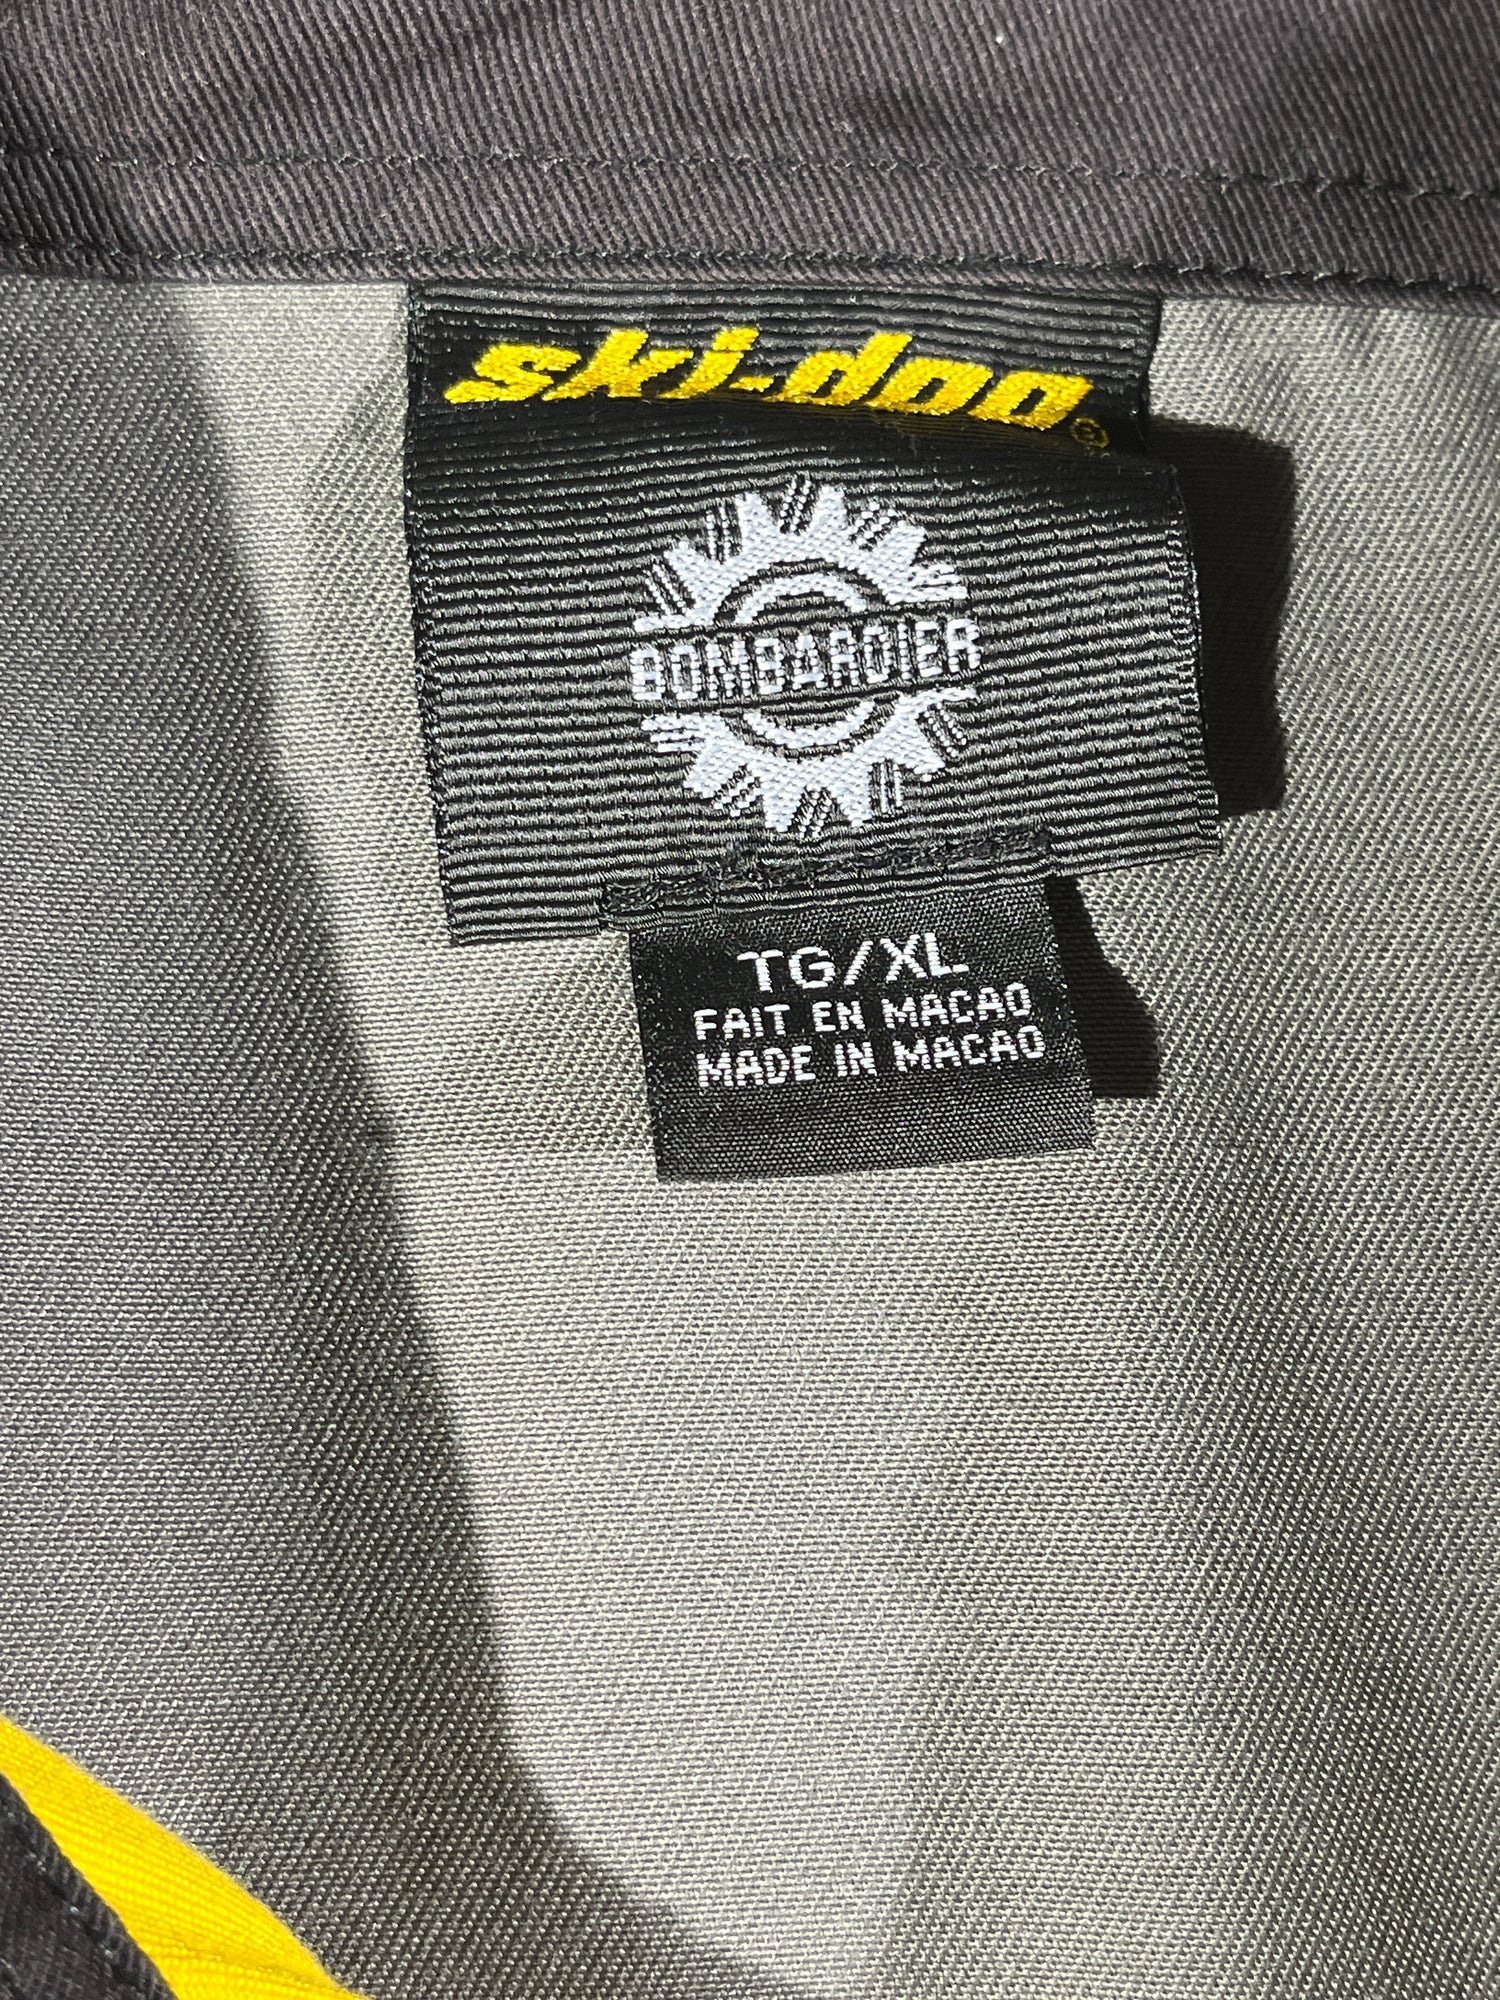 ski-doo®
BOMBARDIER
TG/XL
FAIT EN MACAO
MADE IN MACAO